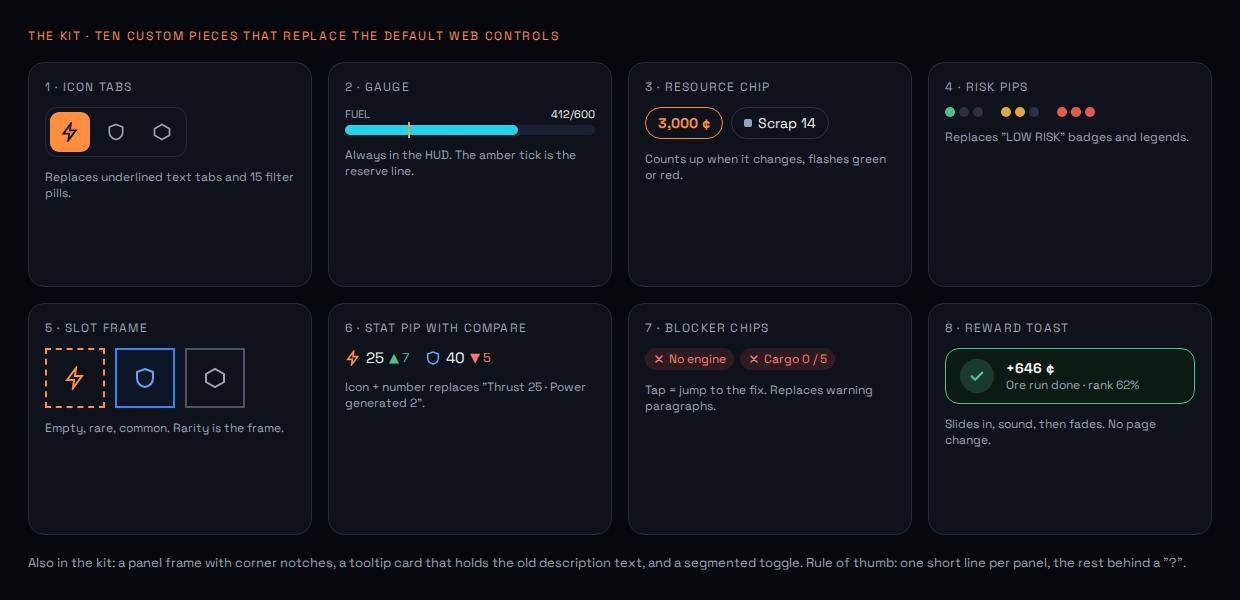 THE KIT · TEN CUSTOM PIECES THAT REPLACE THE DEFAULT WEB CONTROLS
1 · ICON TABS
Replaces underlined text tabs and 15 filter
pills.
2 · GAUGE
FUEL 412/600
Always in the HUD. The amber tick is the
reserve line.
3 · RESOURCE CHIP
3,000 ¢ Scrap 14
Counts up when it changes, flashes green
or red.
4 · RISK PIPS
Replaces "LOW RISK" badges and legends.
5 · SLOT FRAME
Empty, rare, common. Rarity is the frame.
6 · STAT PIP WITH COMPARE
25 ▲7 40 ▼5
Icon + number replaces "Thrust 25 · Power
generated 2".
7 · BLOCKER CHIPS
× No engine × Cargo 0 / 5
Tap = jump to the fix. Replaces warning
paragraphs.
8 · REWARD TOAST
+646 ¢
Ore run done · rank 62%
Slides in, sound, then fades. No page
change.
Also in the kit: a panel frame with corner notches, a tooltip card that holds the old description text, and a segmented toggle. Rule of thumb: one short line per panel, the rest behind a "?".